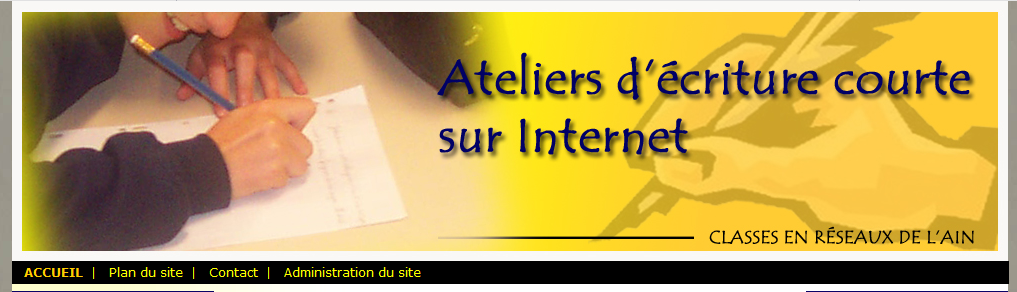 Ateliers d'écriture courte
sur Internet
CLASSES EN RÉSEAUX DE L'AIN
ACCUEIL | Plan du site | Contact | Administration du site